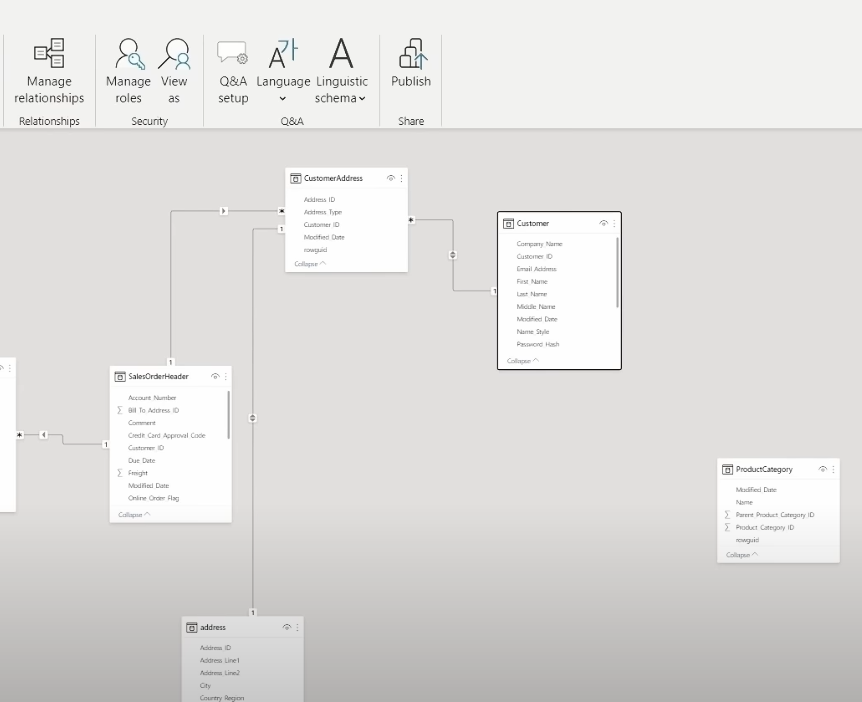 Manage
relationships
Manage
roles
View
as
Q&A
setup
Language
Linguistic
schema
Publish
Relationships
Security
Q&A
Share
CustomerAddress
Address ID
Address Type
Customer ID
Modified Date
rowguid
Collapse
*
1
*
1
Customer
Company Name
Customer ID
Email Address
First Name
Last Name
Middle Name
Modified Date
Name Style
Password Hash
Collapse
1
SalesOrderHeader
Account Number
Σ Bill To Address ID
Comment
Credit Card Approval Code
Customer ID
Due Date
Σ Freight
Modified Date
Online Order Flag
Collapse
*
1
ProductCategory
Modified Date
Name
Σ Parent Product Category ID
Σ Product Category ID
rowguid
Collapse
1
address
Address ID
Address Line1
Address Line2
City
Country Region